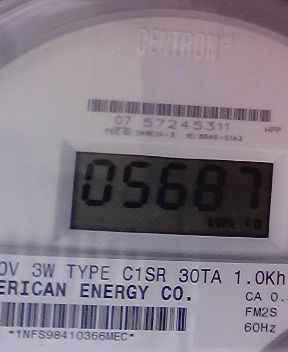 CENTRON®
07 57245311
HPP
05687
kWh
0V 3W TYPE C1SR 30TA 1.0Kh
ERICAN ENERGY CO.
CA 0.
FM2S
60Hz
*1NFS98410366MEC*